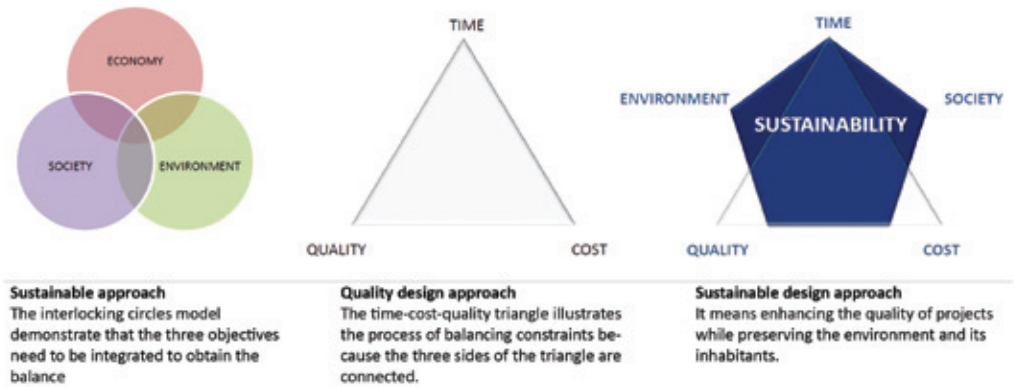 ECONOMY
SOCIETY
ENVIRONMENT
TIME
QUALITY
COST
TIME
ENVIRONMENT
SOCIETY
SUSTAINABILITY
QUALITY
COST
Sustainable approach
The interlocking circles model
demonstrate that the three objectives
need to be integrated to obtain the
balance
Quality design approach
The time-cost-quality triangle illustrates
the process of balancing constraints be-
cause the three sides of the triangle are
connected.
Sustainable design approach
It means enhancing the quality of projects
while preserving the environment and its
inhabitants.